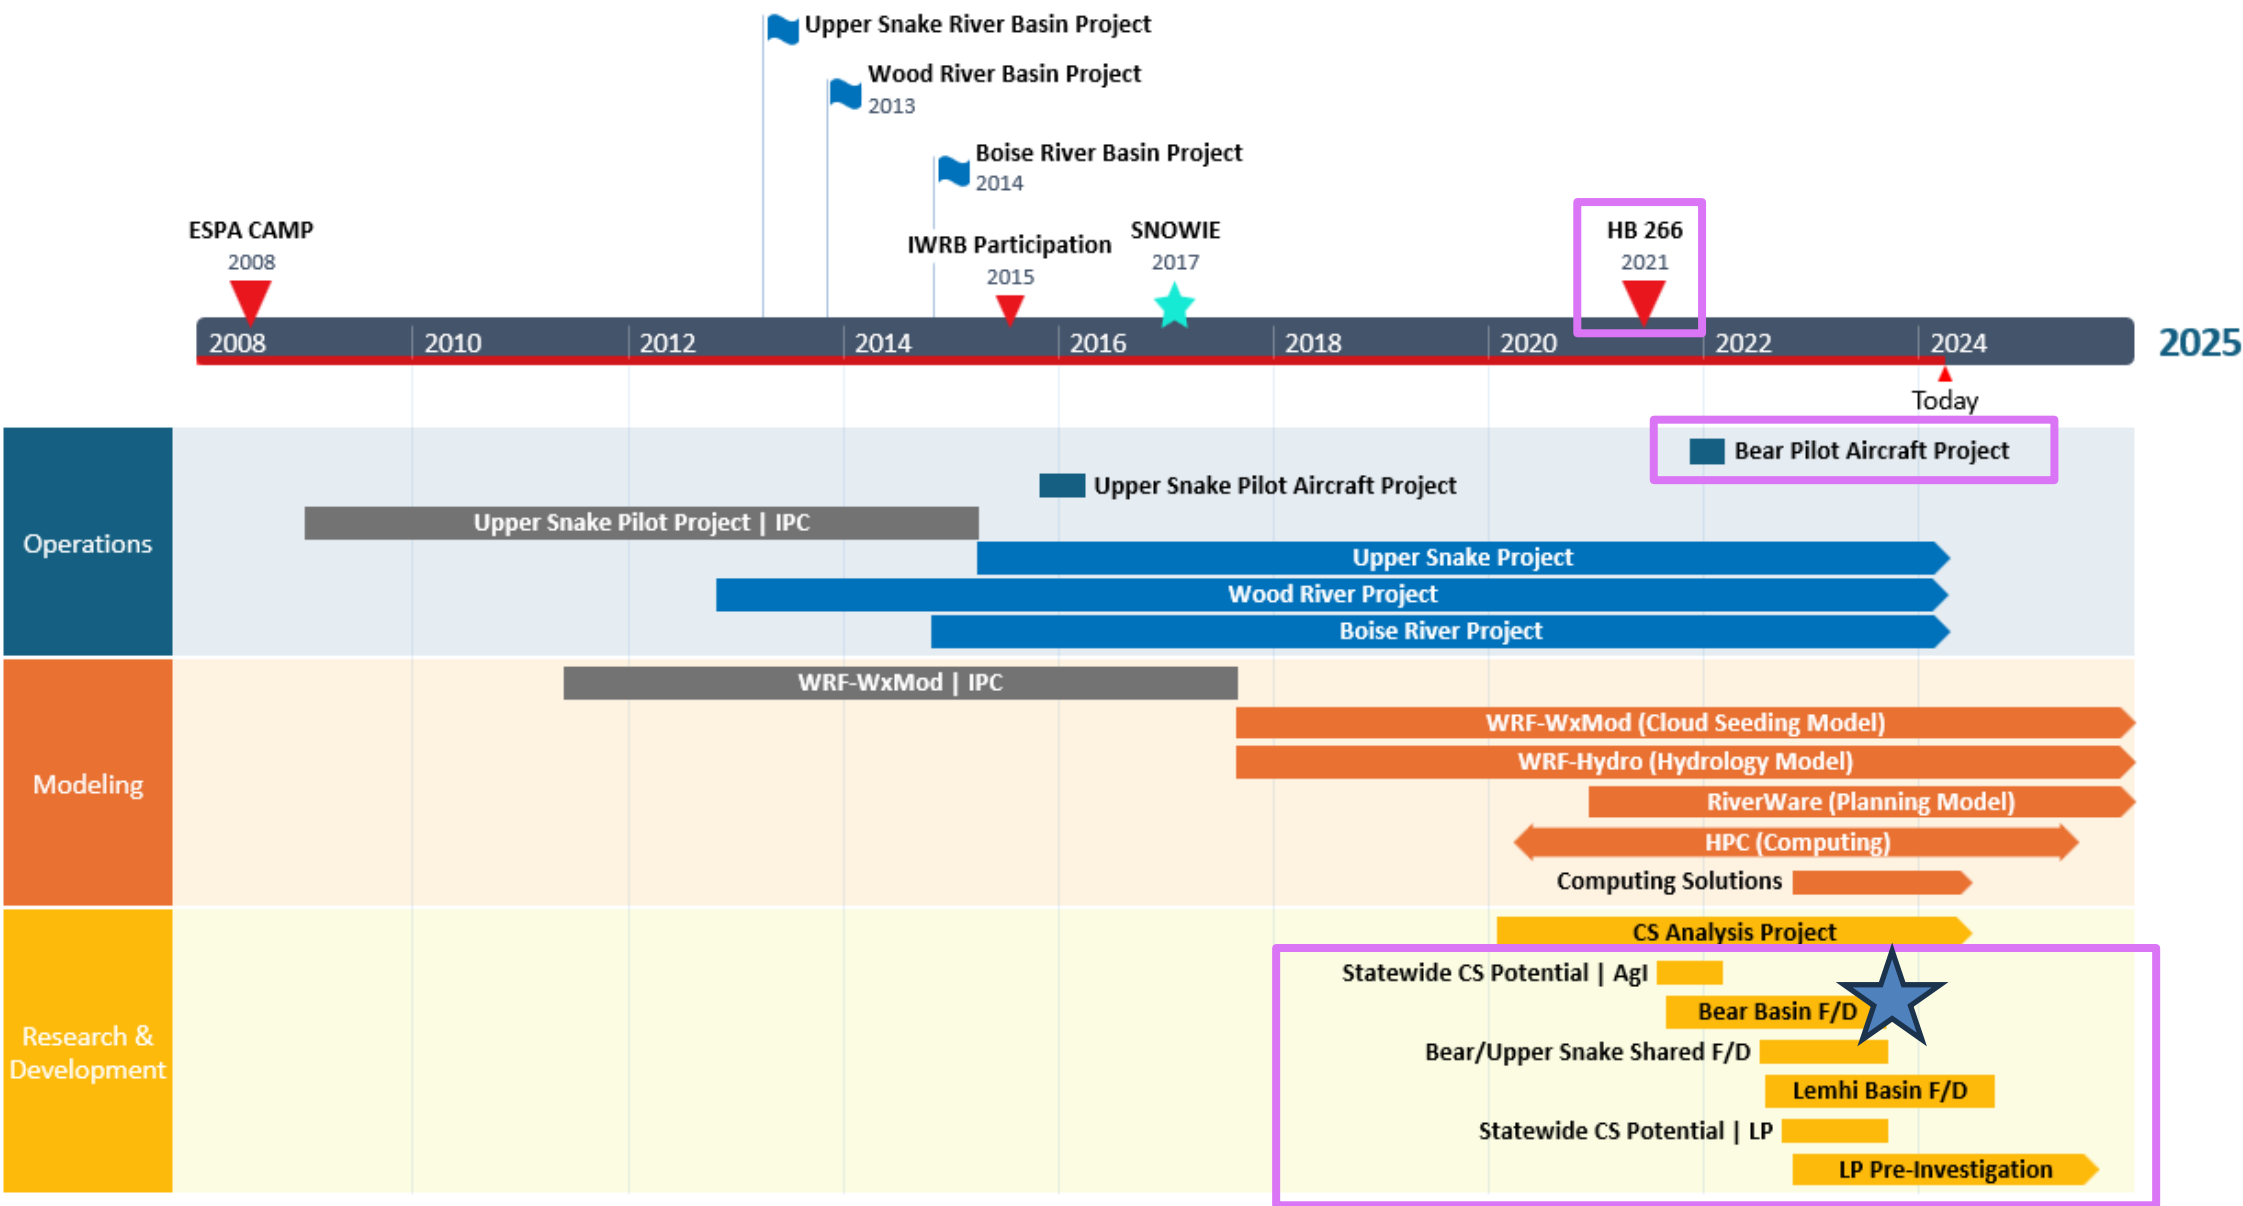 Upper Snake River Basin Project
Wood River Basin Project
2013
Boise River Basin Project
2014
ESPA CAMP
2008
IWRB Participation
2015
SNOWIE
2017
HB 266
2021
2008 2010 2012 2014 2016 2018 2020 2022 2024 2025
Today
Operations
Bear Pilot Aircraft Project
Upper Snake Pilot Aircraft Project
Upper Snake Pilot Project | IPC
Upper Snake Project
Wood River Project
Boise River Project
Modeling
WRF-WxMod | IPC
WRF-WxMod (Cloud Seeding Model)
WRF-Hydro (Hydrology Model)
RiverWare (Planning Model)
HPC (Computing)
Computing Solutions
Research &
Development
CS Analysis Project
Statewide CS Potential | AgI
Bear Basin F/D
Bear/Upper Snake Shared F/D
Lemhi Basin F/D
Statewide CS Potential | LP
LP Pre-Investigation